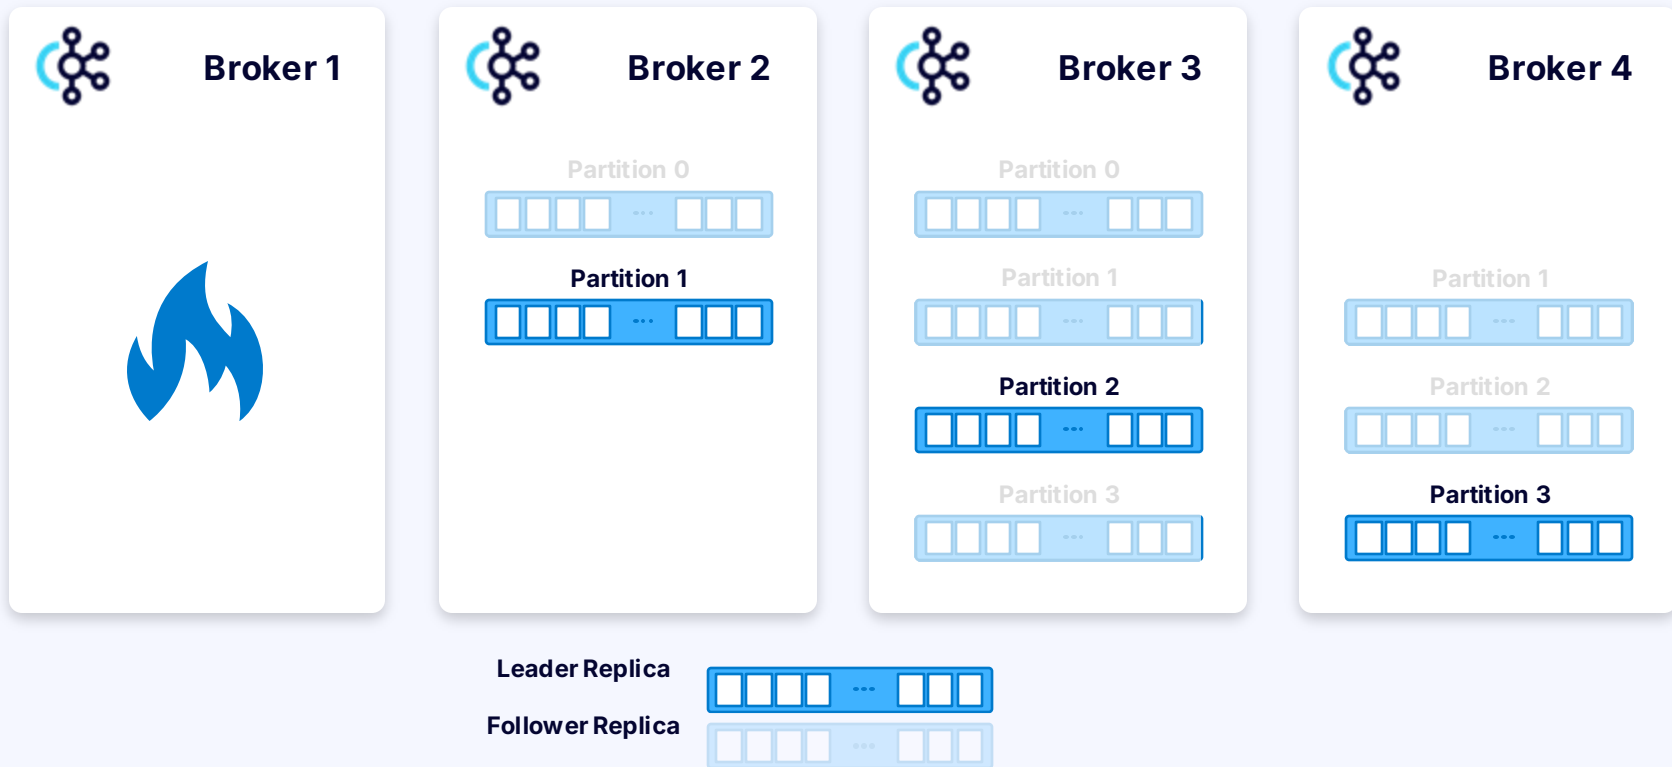 Broker 1
Broker 2
Partition 0
Partition 1
Broker 3
Partition 0
Partition 1
Partition 2
Partition 3
Broker 4
Partition 1
Partition 2
Partition 3
Leader Replica
Follower Replica